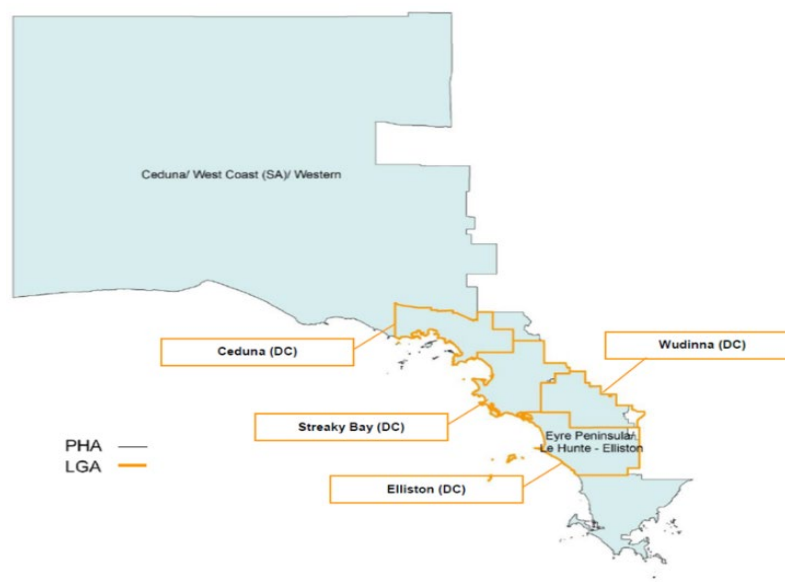 Ceduna/ West Coast (SA)/ Western
Ceduna (DC)
Wudinna (DC)
Streaky Bay (DC)
Eyre Peninsula/
Le Hunte - Elliston
PHA
LGA
Elliston (DC)